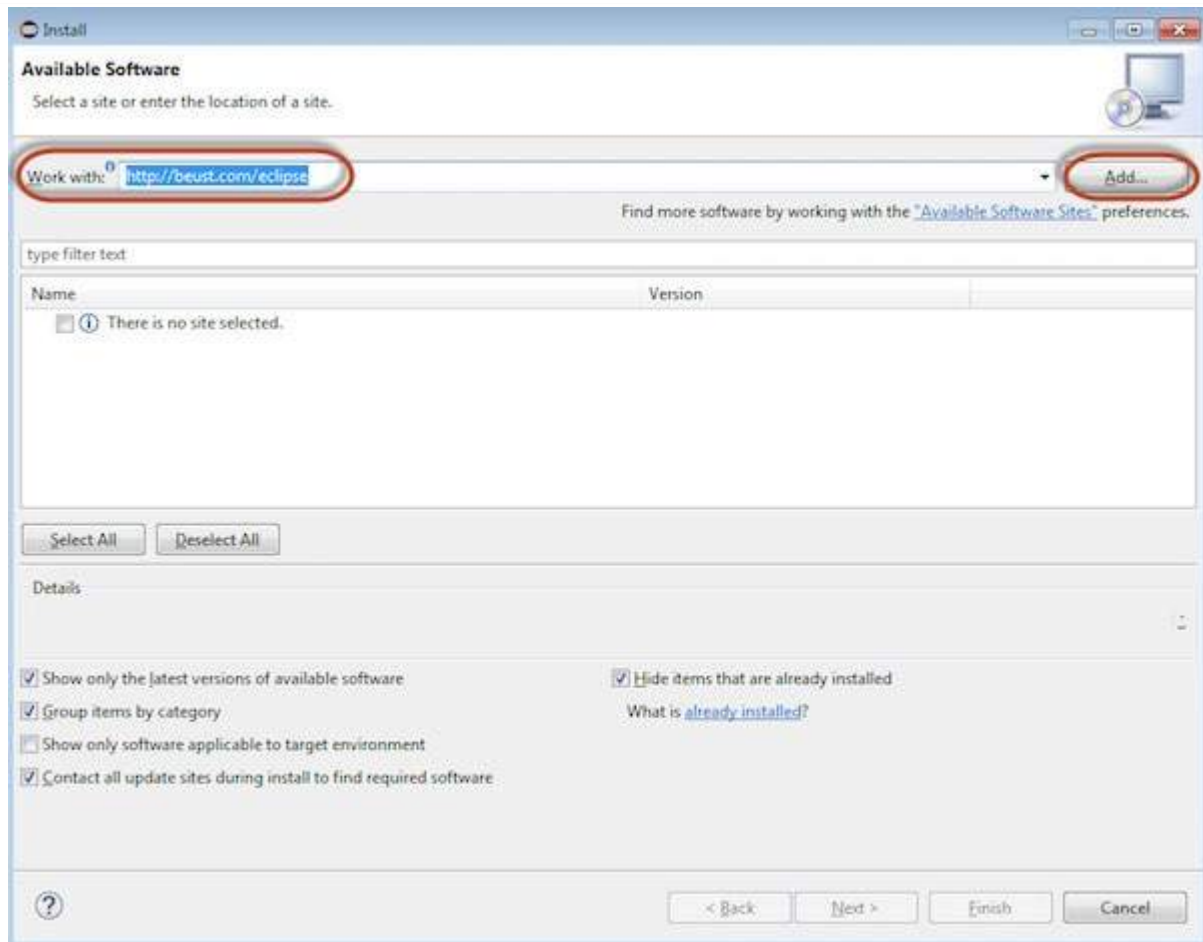 Install
Available Software
Select a site or enter the location of a site.
Work with: http://beust.com/eclipse Add...
Find more software by working with the "Available Software Sites" preferences.
type filter text
Name Version
There is no site selected.
Select All Deselect All
Details
Show only the latest versions of available software Hide items that are already installed
Group items by category What is already installed?
Show only software applicable to target environment
Contact all update sites during install to find required software
? < Back Next > Finish Cancel